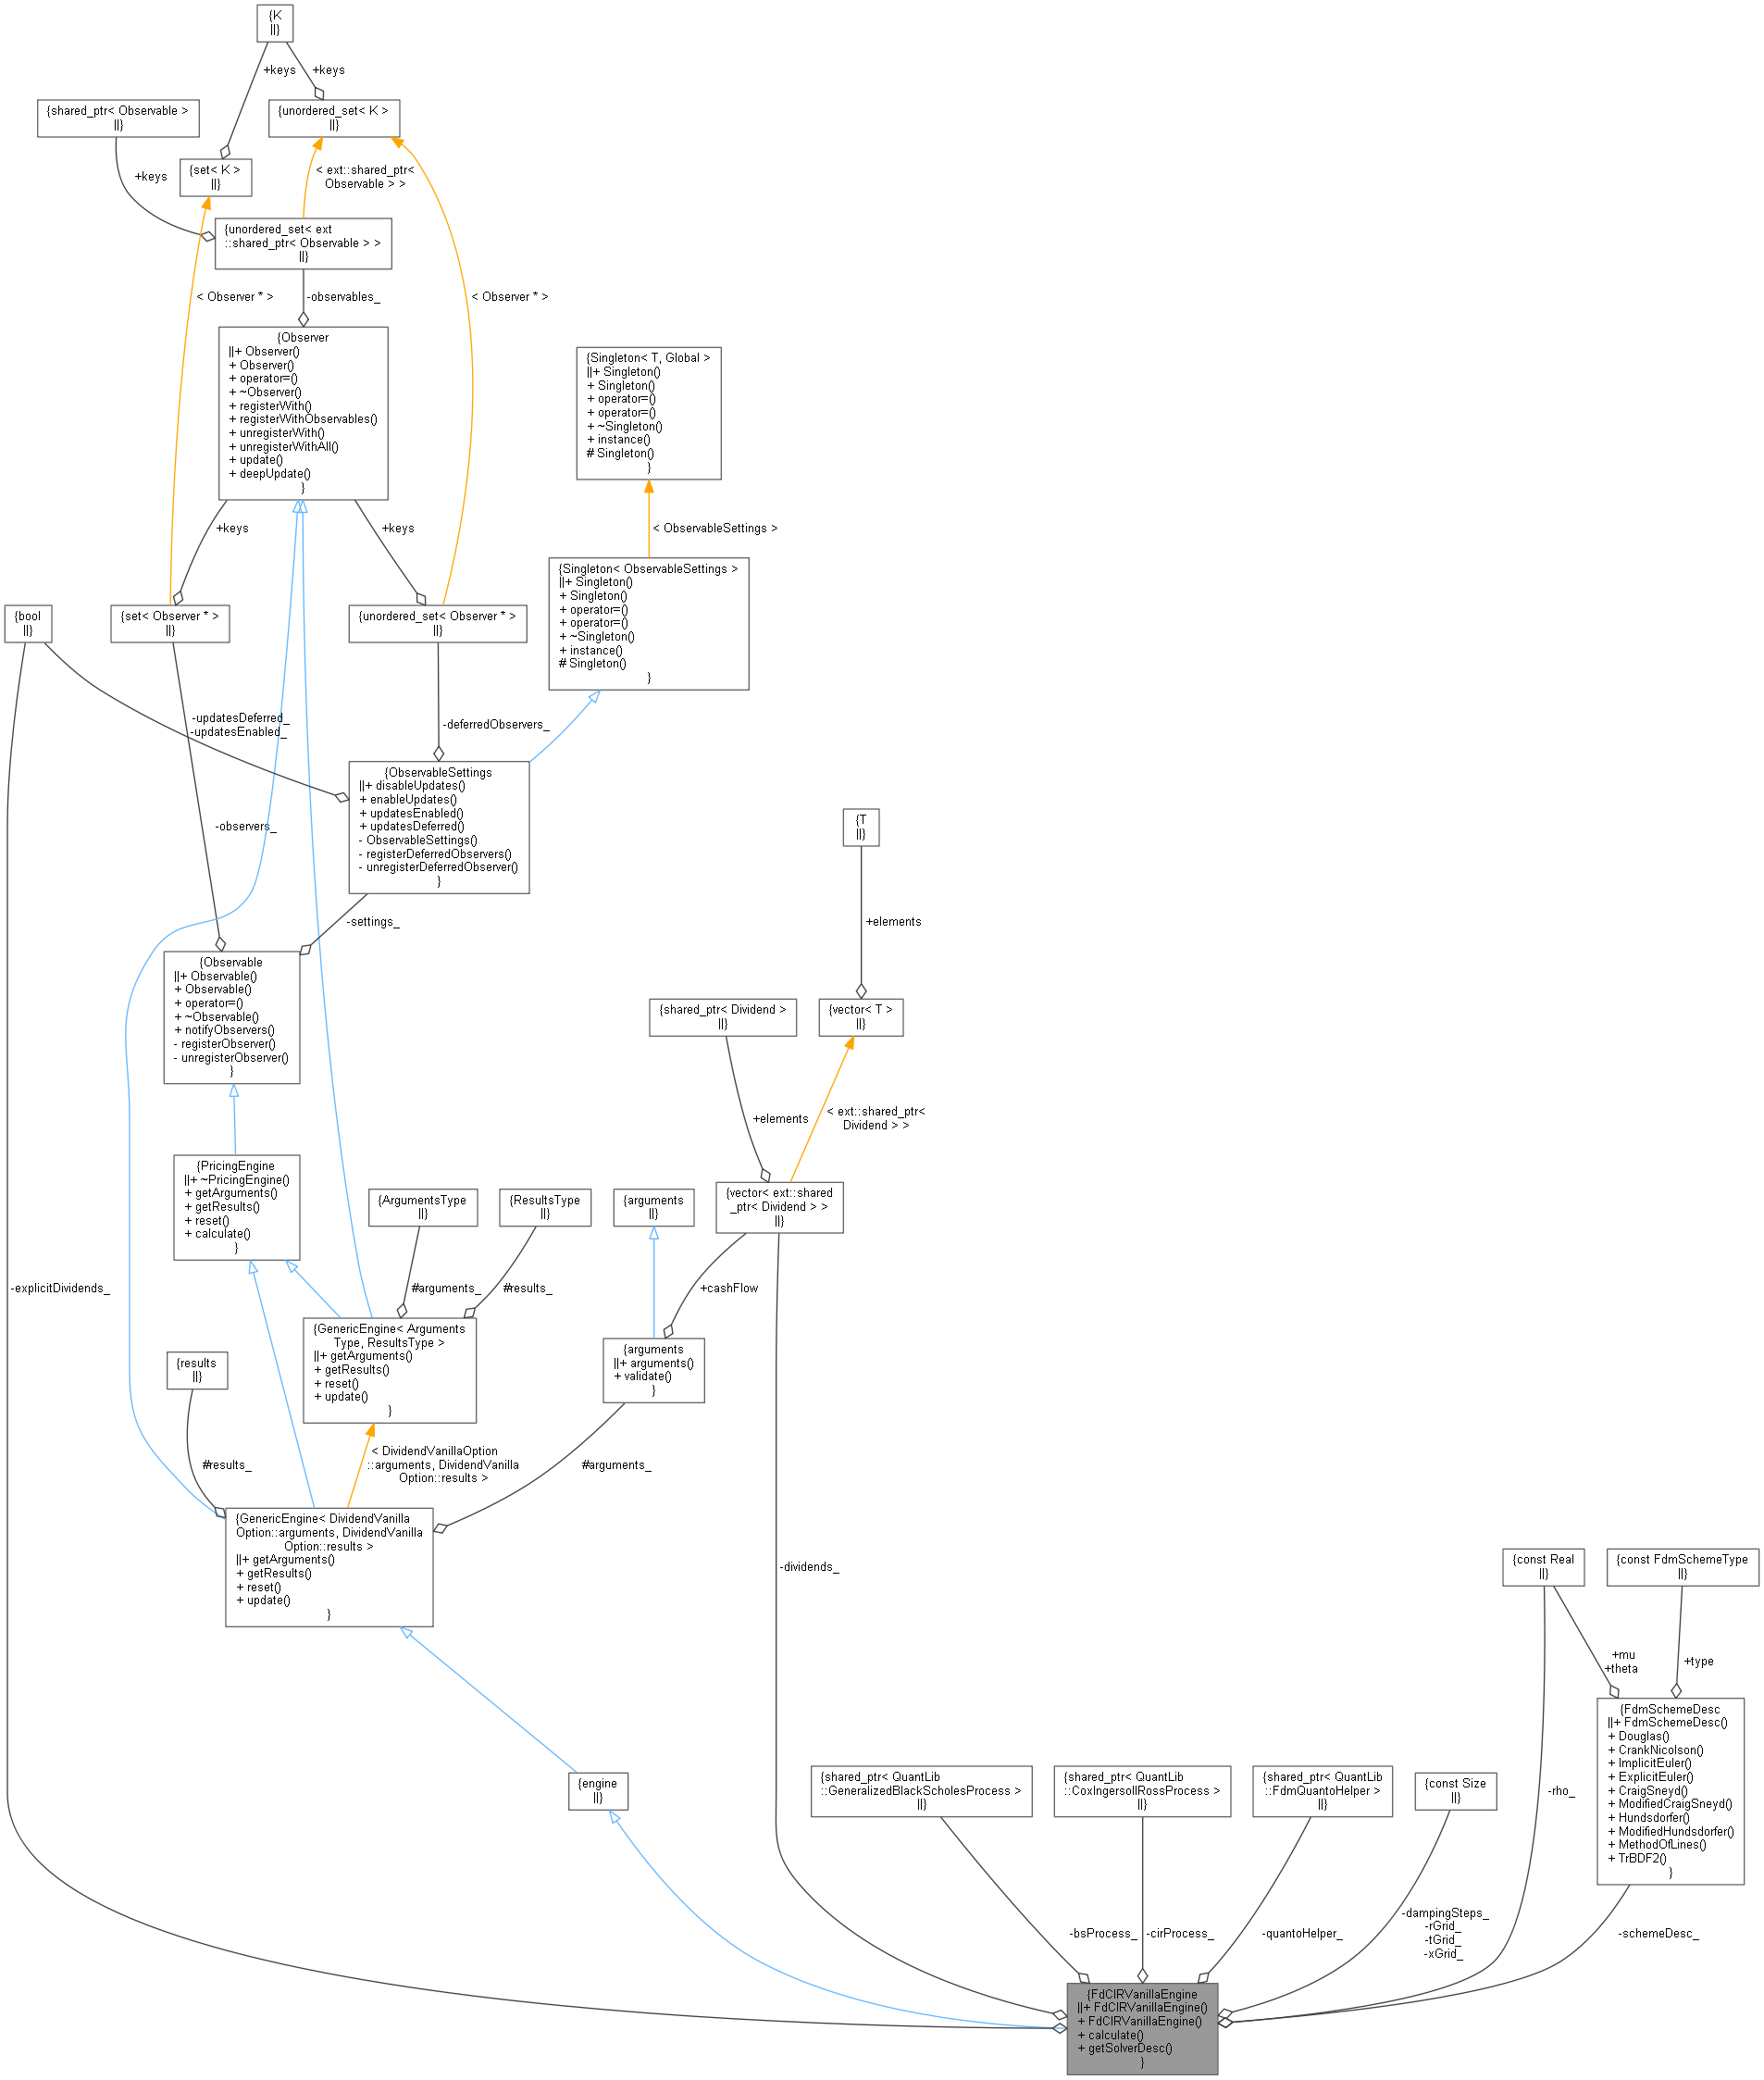 {K
||}
+keys
+keys
{shared_ptr< Observable >
||}
{unordered_set< K >
||}
{set< K >
||}
+keys
< ext::shared_ptr<
Observable > >
{unordered_set< ext
::shared_ptr< Observable > >
||}
< Observer * >
-observables_
< Observer * >
{Observer
||+ Observer()
+ Observer()
+ operator=()
+ ~Observer()
+ registerWith()
+ registerWithObservables()
+ unregisterWith()
+ unregisterWithAll()
+ update()
+ deepUpdate()
}
{Singleton< T, Global >
||+ Singleton()
+ Singleton()
+ operator=()
+ operator=()
+ ~Singleton()
+ instance()
# Singleton()
}
+keys
+keys
< ObservableSettings >
{Singleton< ObservableSettings >
||+ Singleton()
+ Singleton()
+ operator=()
+ operator=()
+ ~Singleton()
+ instance()
# Singleton()
}
{bool
||}
{set< Observer * >
||}
{unordered_set< Observer * >
||}
-updatesDeferred_
-updatesEnabled_
-deferredObservers_
{ObservableSettings
||+ disableUpdates()
+ enableUpdates()
+ updatesEnabled()
+ updatesDeferred()
- ObservableSettings()
- registerDeferredObservers()
- unregisterDeferredObserver()
}
-observers_
{T
||}
-settings_
+elements
{Observable
||+ Observable()
+ Observable()
+ operator=()
+ ~Observable()
+ notifyObservers()
- registerObserver()
- unregisterObserver()
}
{shared_ptr< Dividend >
||}
{vector< T >
||}
+elements
< ext::shared_ptr<
Dividend > >
{PricingEngine
||+ ~PricingEngine()
+ getArguments()
+ getResults()
+ reset()
+ calculate()
}
{ArgumentsType
||}
{ResultsType
||}
{arguments
||}
{vector< ext::shared
_ptr< Dividend > >
||}
-explicitDividends_
#arguments_
#results_
+cashFlow
{GenericEngine< Arguments
Type, ResultsType >
||+ getArguments()
+ getResults()
+ reset()
+ update()
}
{results
||}
{arguments
||+ arguments()
+ validate()
}
#results_
< DividendVanillaOption
::arguments, DividendVanilla
Option::results >
#arguments_
{GenericEngine< DividendVanilla
Option::arguments, DividendVanilla
Option::results >
||+ getArguments()
+ getResults()
+ reset()
+ update()
}
-dividends_
{const Real
||}
{const FdmSchemeType
||}
+mu
+theta
+type
{FdmSchemeDesc
||+ FdmSchemeDesc()
+ Douglas()
+ CrankNicolson()
+ ImplicitEuler()
+ ExplicitEuler()
+ CraigSneyd()
+ ModifiedCraigSneyd()
+ Hundsdorfer()
+ ModifiedHundsdorfer()
+ MethodOfLines()
+ TrBDF2()
}
{engine
||}
{shared_ptr< QuantLib
::GeneralizedBlackScholesProcess >
||}
{shared_ptr< QuantLib
::CoxIngersollRossProcess >
||}
{shared_ptr< QuantLib
::FdmQuantoHelper >
||}
{const Size
||}
-rho_
-bsProcess_
-cirProcess_
-quantoHelper_
-dampingSteps_
-rGrid_
-tGrid_
-xGrid_
-schemeDesc_
{FdCIRVanillaEngine
||+ FdCIRVanillaEngine()
+ FdCIRVanillaEngine()
+ calculate()
+ getSolverDesc()
}